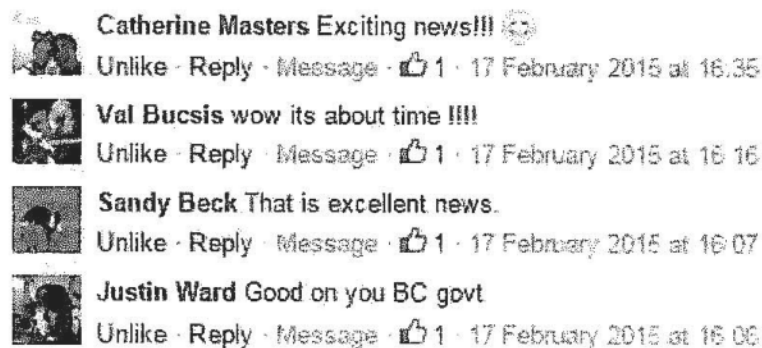 Catherine Masters Exciting news!!!
Unlike · Reply · Message · 1 · 17 February 2015 at 16:35
Val Bucsis wow its about time !!!!
Unlike · Reply · Message · 1 · 17 February 2015 at 16:16
Sandy Beck That is excellent news.
Unlike · Reply · Message · 1 · 17 February 2015 at 16:07
Justin Ward Good on you BC govt
Unlike · Reply · Message · 1 · 17 February 2015 at